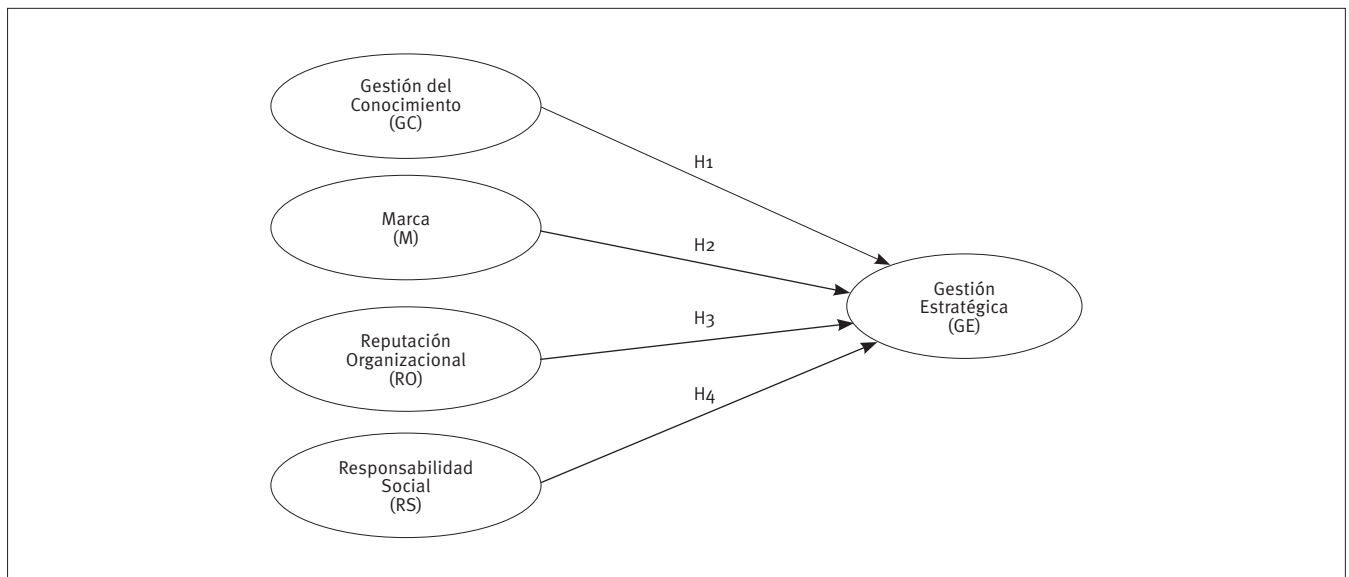 Gestión del
Conocimiento
(GC)
H1
Marca
(M)
H2
Gestión
Estratégica
(GE)
H3
Reputación
Organizacional
(RO)
H4
Responsabilidad
Social
(RS)